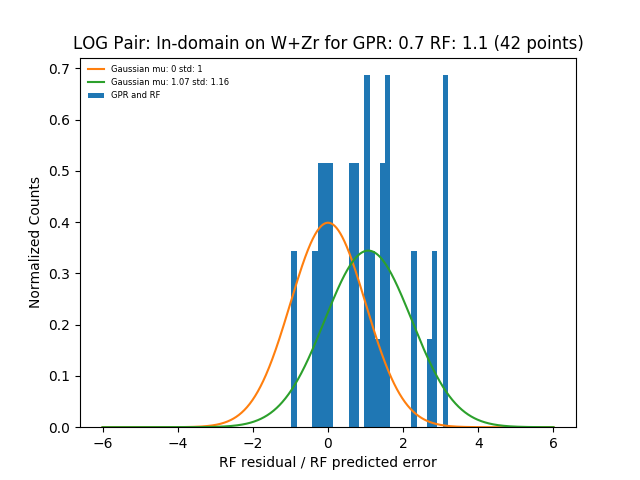 LOG Pair: In-domain on W+Zr for GPR: 0.7 RF: 1.1 (42 points)
Gaussian mu: 0 std: 1
Gaussian mu: 1.07 std: 1.16
GPR and RF
0.7
0.6
0.5
0.4
0.3
0.2
0.1
0.0
Normalized Counts
−6 −4 −2 0 2 4 6
RF residual / RF predicted error